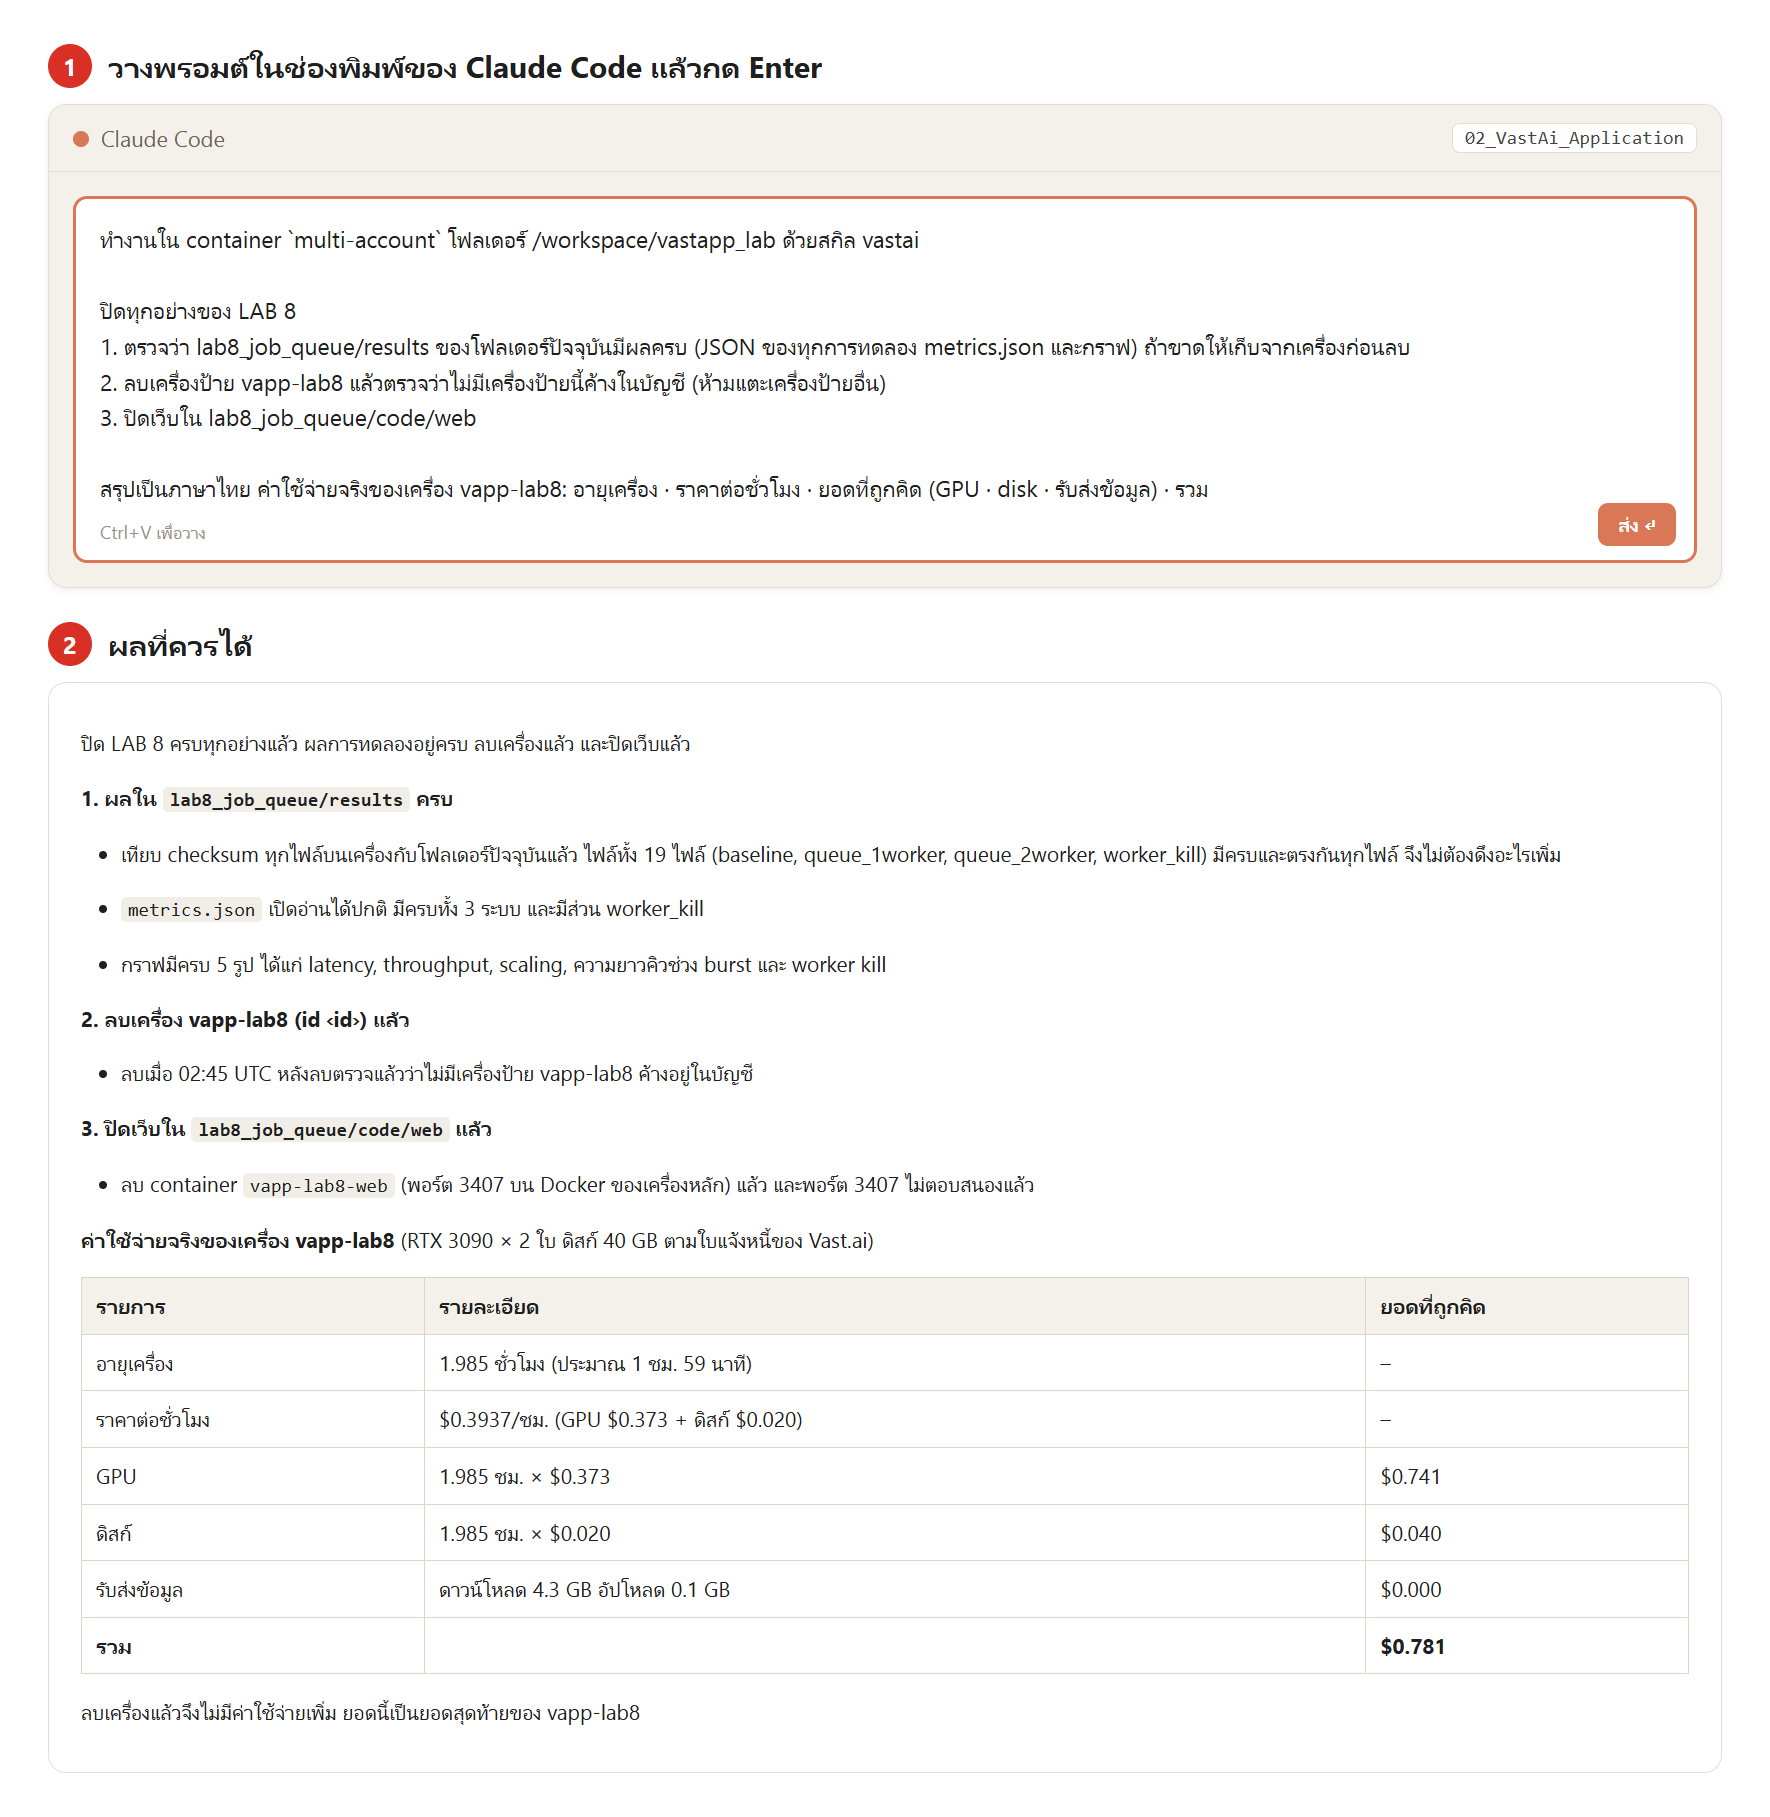 1 วางพรอมต์ในช่องพิมพ์ของ Claude Code แล้วกด Enter
Claude Code
02_VastAi_Application
ทำงานใน container `multi-account` โฟลเดอร์ /workspace/vastapp_lab ด้วยสกิล vastai
ปิดทุกอย่างของ LAB 8
1. ตรวจว่า lab8_job_queue/results ของโฟลเดอร์ปัจจุบันมีผลครบ (JSON ของทุกการทดลอง metrics.json และกราฟ) ถ้าขาดให้เก็บจากเครื่องก่อนลบ
2. ลบเครื่องป้าย vapp-lab8 แล้วตรวจว่าไม่มีเครื่องป้ายนี้ค้างในบัญชี (ห้ามแตะเครื่องป้ายอื่น)
3. ปิดเว็บใน lab8_job_queue/code/web
สรุปเป็นภาษาไทย ค่าใช้จ่ายจริงของเครื่อง vapp-lab8: อายุเครื่อง · ราคาต่อชั่วโมง · ยอดที่ถูกคิด (GPU · disk · รับส่งข้อมูล) · รวม
Ctrl+V เพื่อวาง
ส่ง ↵
2 ผลที่ควรได้
ปิด LAB 8 ครบทุกอย่างแล้ว ผลการทดลองอยู่ครบ ลบเครื่องแล้ว และปิดเว็บแล้ว
1. ผลใน lab8_job_queue/results ครบ
• เทียบ checksum ทุกไฟล์บนเครื่องกับโฟลเดอร์ปัจจุบันแล้ว ไฟล์ทั้ง 19 ไฟล์ (baseline, queue_1worker, queue_2worker, worker_kill) มีครบและตรงกันทุกไฟล์ จึงไม่ต้องดึงอะไรเพิ่ม
• metrics.json เปิดอ่านได้ปกติ มีครบทั้ง 3 ระบบ และมีส่วน worker_kill
• กราฟมีครบ 5 รูป ได้แก่ latency, throughput, scaling, ความยาวคิวช่วง burst และ worker kill
2. ลบเครื่อง vapp-lab8 (id ‹id›) แล้ว
• ลบเมื่อ 02:45 UTC หลังลบตรวจแล้วว่าไม่มีเครื่องป้าย vapp-lab8 ค้างอยู่ในบัญชี
3. ปิดเว็บใน lab8_job_queue/code/web แล้ว
• ลบ container vapp-lab8-web (พอร์ต 3407 บน Docker ของเครื่องหลัก) แล้ว และพอร์ต 3407 ไม่ตอบสนองแล้ว
ค่าใช้จ่ายจริงของเครื่อง vapp-lab8 (RTX 3090 × 2 ใบ ดิสก์ 40 GB ตามใบแจ้งหนี้ของ Vast.ai)
รายการ รายละเอียด ยอดที่ถูกคิด
อายุเครื่อง 1.985 ชั่วโมง (ประมาณ 1 ชม. 59 นาที) –
ราคาต่อชั่วโมง $0.3937/ชม. (GPU $0.373 + ดิสก์ $0.020) –
GPU 1.985 ชม. × $0.373 $0.741
ดิสก์ 1.985 ชม. × $0.020 $0.040
รับส่งข้อมูล ดาวน์โหลด 4.3 GB อัปโหลด 0.1 GB $0.000
รวม $0.781
ลบเครื่องแล้วจึงไม่มีค่าใช้จ่ายเพิ่ม ยอดนี้เป็นยอดสุดท้ายของ vapp-lab8